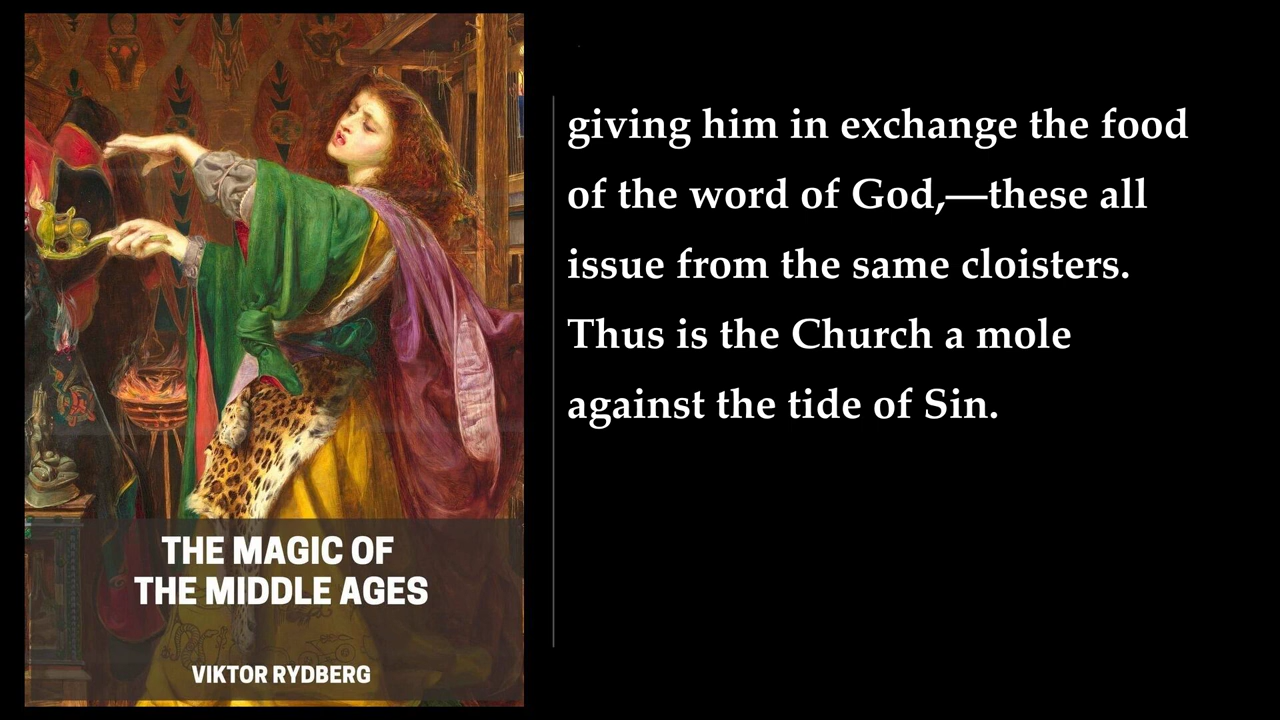 giving him in exchange the food
of the word of God,—these all
issue from the same cloisters.
Thus is the Church a mole
against the tide of Sin.
THE MAGIC OF
THE MIDDLE AGES
VIKTOR RYDBERG